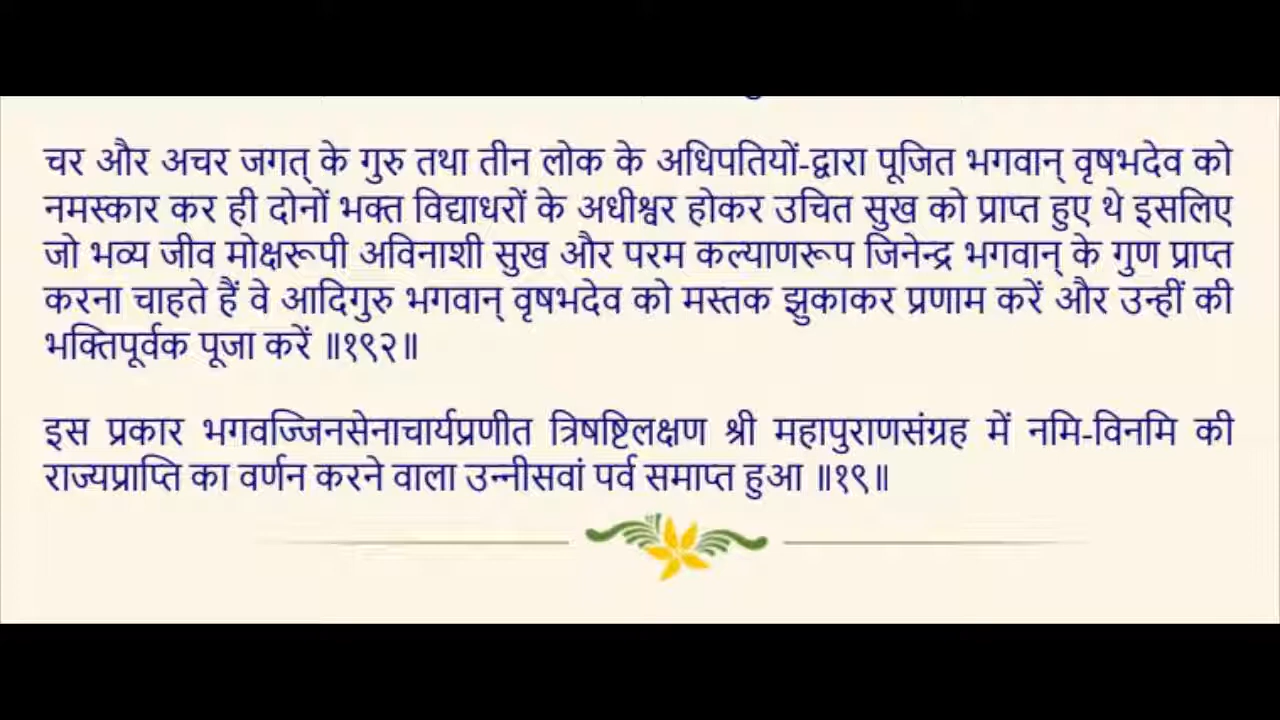 चर और अचर जगत् के गुरु तथा तीन लोक के अधिपतियों-द्वारा पूजित भगवान् वृषभदेव को
नमस्कार कर ही दोनों भक्त विद्याधरों के अधीश्वर होकर उचित सुख को प्राप्त हुए थे इसलिए
जो भव्य जीव मोक्षरूपी अविनाशी सुख और परम कल्याणरूप जिनेन्द्र भगवान् के गुण प्राप्त
करना चाहते हैं वे आदिगुरु भगवान् वृषभदेव को मस्तक झुकाकर प्रणाम करें और उन्हीं की
भक्तिपूर्वक पूजा करें ॥१९२॥
इस प्रकार भगवज्जिनसेनाचार्यप्रणीत त्रिषष्टिलक्षण श्री महापुराणसंग्रह में नमि-विनमि की
राज्यप्राप्ति का वर्णन करने वाला उन्नीसवां पर्व समाप्त हुआ ॥१९॥